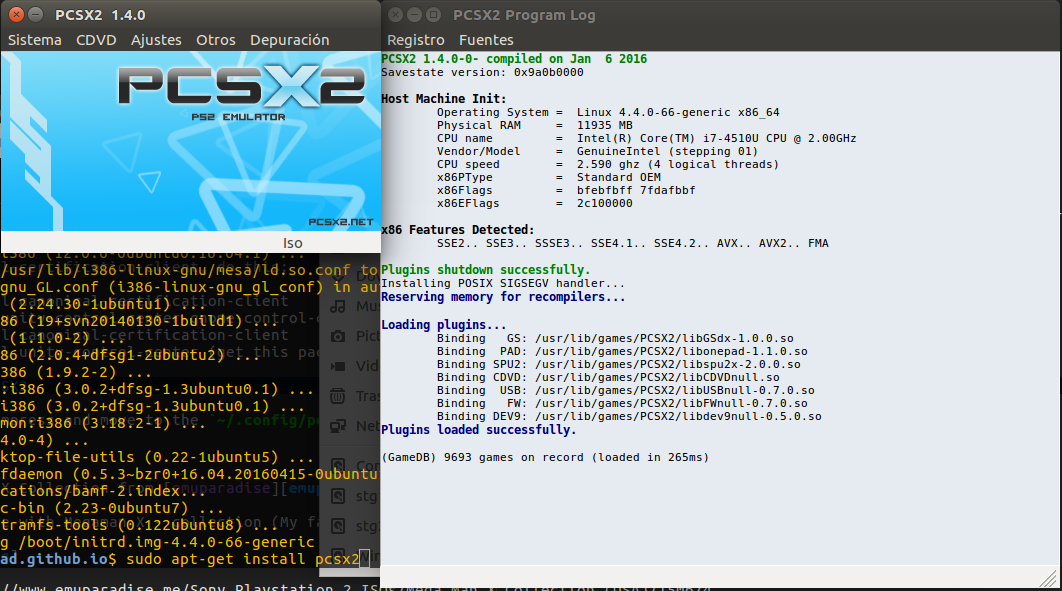 PCSX2 1.4.0
Sistema CDVD Ajustes Otros Depuración
PCSX2
PS2 EMULATOR
PCSX2.NET
Iso
PCSX2 Program Log
Registro Fuentes
PCSX2 1.4.0-0- compiled on Jan 6 2016
Savestate version: 0x9a0b0000
Host Machine Init:
Operating System = Linux 4.4.0-66-generic x86_64
Physical RAM = 11935 MB
CPU name = Intel(R) Core(TM) i7-4510U CPU @ 2.00GHz
Vendor/Model = GenuineIntel (stepping 01)
CPU speed = 2.590 ghz (4 logical threads)
x86PType = Standard OEM
x86Flags = bfebfbff 7fdafbbf
x86EFlags = 2c100000
x86 Features Detected:
SSE2.. SSE3.. SSSE3.. SSE4.1.. SSE4.2.. AVX.. AVX2.. FMA
Plugins shutdown successfully.
Installing POSIX SIGSEGV handler...
Reserving memory for recompilers...
Loading plugins...
Binding GS: /usr/lib/games/PCSX2/libGSdx-1.0.0.so
Binding PAD: /usr/lib/games/PCSX2/libonepad-1.1.0.so
Binding SPU2: /usr/lib/games/PCSX2/libspu2x-2.0.0.so
Binding CDVD: /usr/lib/games/PCSX2/libCDVDnull.so
Binding USB: /usr/lib/games/PCSX2/libUSBnull-0.7.0.so
Binding FW: /usr/lib/games/PCSX2/libFWnull-0.7.0.so
Binding DEV9: /usr/lib/games/PCSX2/libdev9null-0.5.0.so
Plugins loaded successfully.
(GameDB) 9693 games on record (loaded in 265ms)
/usr/lib/i386-linux-gnu/mesa/ld.so.conf to
gnu_GL.conf (i386-linux-gnu_gl_conf) in au
(2.24.30-1ubuntu1) ...
86 (19+svn20140130-1build1) ...
(1.1.0-2) ...
86 (2.0.4+dfsg1-2ubuntu2) ...
386 (1.9.2-2) ...
:i386 (3.0.2+dfsg-1.3ubuntu0.1) ...
i386 (3.0.2+dfsg-1.3ubuntu0.1) ...
mon:i386 (3.18.2-1) ...
4.0-4) ...
ktop-file-utils (0.22-1ubuntu5) ...
fdaemon (0.5.3~bzr0+16.04.20160415-0ubuntu
cations/bamf-2.index...
c-bin (2.23-0ubuntu7) ...
tramfs-tools (0.122ubuntu8) ...
g /boot/initrd.img-4.4.0-66-generic
ad.github.io$ sudo apt-get install pcsx2